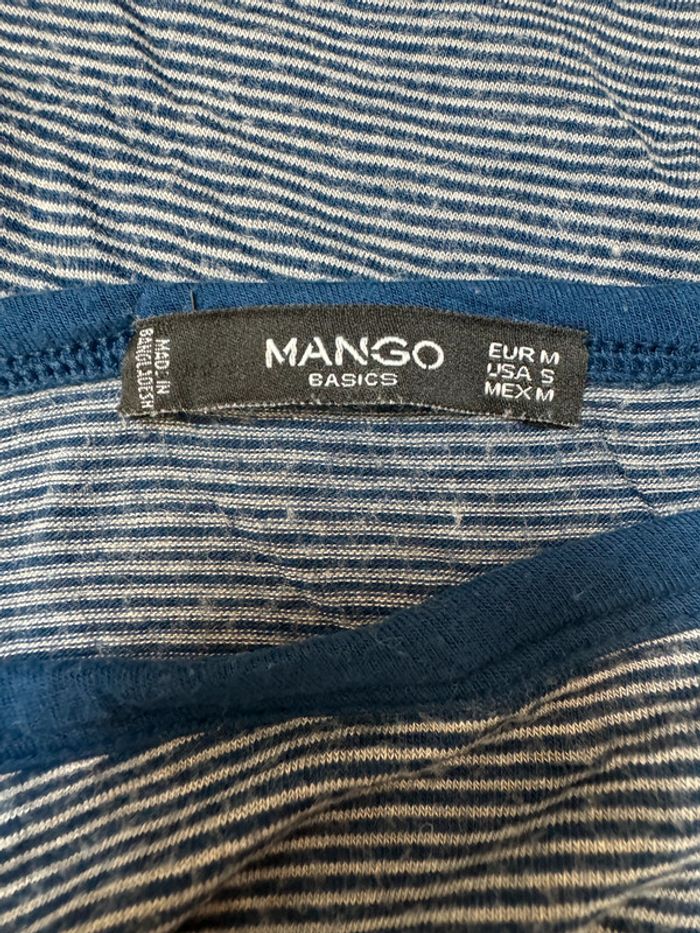 MANGO
BASICS
EUR M
USA S
MEX M
MADE IN
BANGLADESH